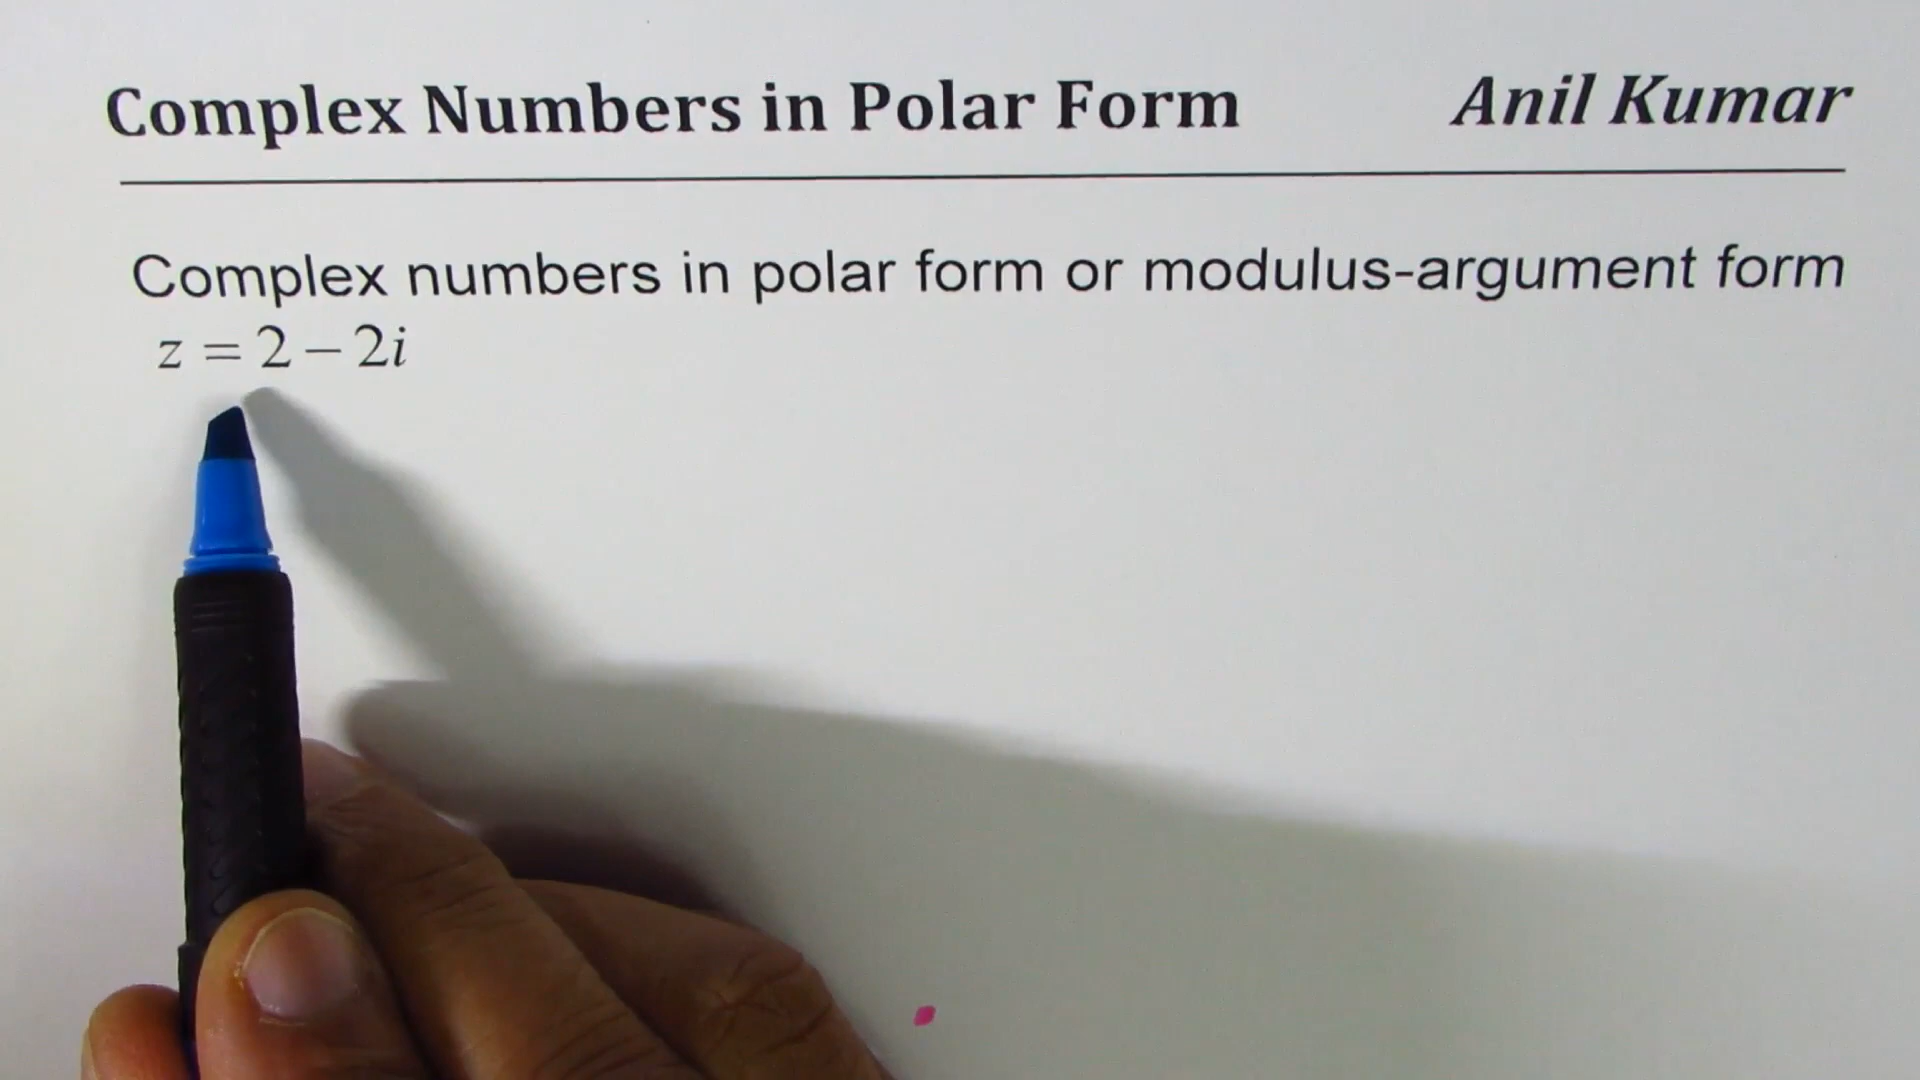 Complex Numbers in Polar Form Anil Kumar
Complex numbers in polar form or modulus-argument form
z = 2 – 2i